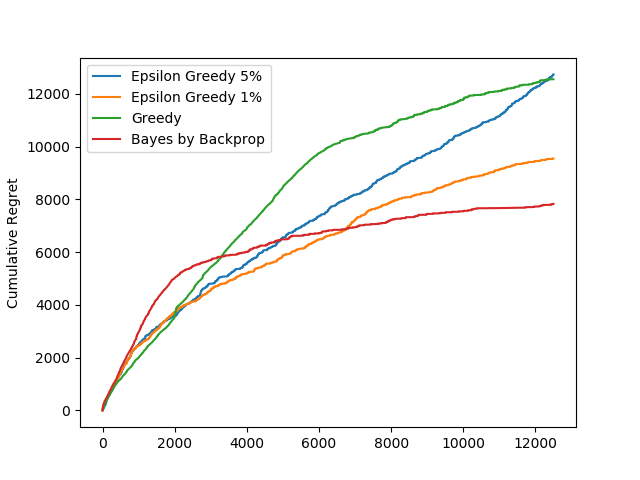 Epsilon Greedy 5%
Epsilon Greedy 1%
Greedy
Bayes by Backprop
Cumulative Regret
12000
10000
8000
6000
4000
2000
0
0 2000 4000 6000 8000 10000 12000